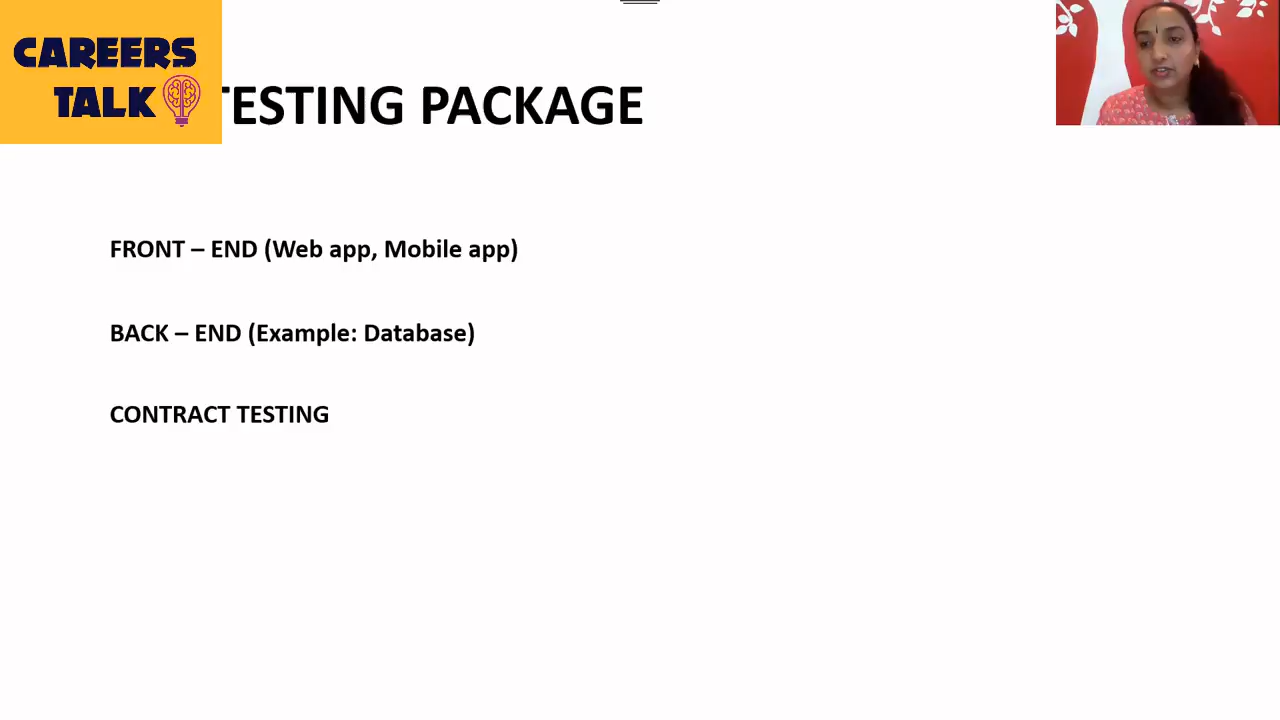 CAREERS
TALK
TESTING PACKAGE
FRONT – END (Web app, Mobile app)
BACK – END (Example: Database)
CONTRACT TESTING